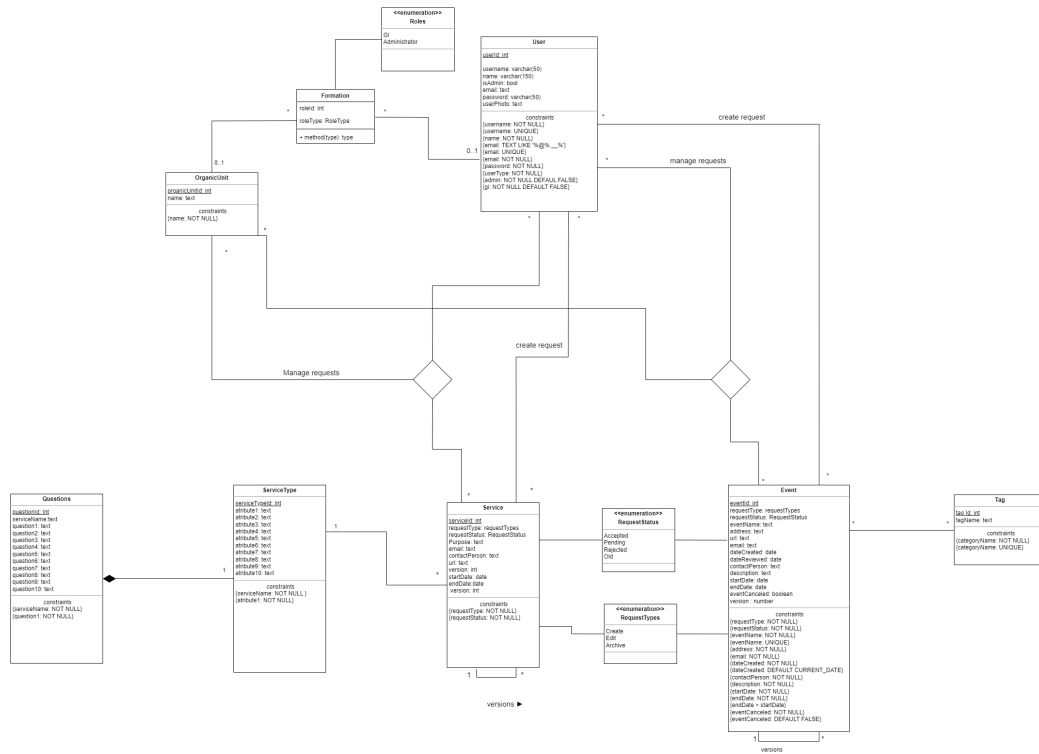 <<enumeration>>
Roles
GI
Administrator
User
userId: int
username: varchar(50)
name: varchar(150)
isAdmin: bool
email: text
password: varchar(50)
userPhoto: text
constraints
{username: NOT NULL}
{username: UNIQUE}
{name: NOT NULL}
{email: TEXT LIKE '%@%.__%'}
{email: UNIQUE}
{email: NOT NULL}
{password: NOT NULL}
{userType: NOT NULL}
{admin: NOT NULL DEFAUL FALSE}
{gi: NOT NULL DEFAULT FALSE}
Formation
roleId: Int
roleType: RoleType
+ method(type): type
*
*
0..1
0..1
OrganicUnit
organicUnitId: int
name: text
constraints
{name: NOT NULL}
*
*
*
create request
*
manage requests
*
*
create request
Manage requests
*
*
*
*
Questions
questionId: Int
serviceName:text
question1: text
question2: text
question3: text
question4: text
question5: text
question6: text
question7: text
question8: text
question9: text
question10: text
constraints
{serviceName: NOT NULL}
{question1: NOT NULL}
1
ServiceType
serviceTypeId: int
atribute1: text
atribute2: text
atribute3: text
atribute4: text
atribute5: text
atribute6: text
atribute7: text
atribute8: text
atribute9: text
atribute10: text
constraints
{serviceName: NOT NULL }
{atribute1: NOT NULL}
1
*
Service
serviceId: int
requestType: requestTypes
requestStatus: RequestStatus
Purpose: text
email: text
contactPerson: text
url: text
version: int
startDate: date
endDate:date
version: Int
constraints
{requestType: NOT NULL}
{requestStatus: NOT NULL}
1
*
versions ►
<<enumeration>>
RequestStatus
Accepted
Pending
Rejected
Old
<<enumeration>>
RequestTypes
Create
Edit
Archive
Event
eventId: int
requestType: requestTypes
requestStatus: RequestStatus
eventName: text
address: text
url: text
email: text
dateCreated: date
dateReviewed: date
contactPerson: text
description: text
startDate: date
endDate: date
eventCanceled: boolean
version : number
constraints
{requestType: NOT NULL}
{requestStatus: NOT NULL}
{eventName: NOT NULL}
{eventName: UNIQUE}
{address: NOT NULL}
{email: NOT NULL}
{dateCreated: NOT NULL}
{dateCreated: DEFAULT CURRENT_DATE}
{contactPerson: NOT NULL}
{description: NOT NULL}
{startDate: NOT NULL}
{endDate: NOT NULL}
{endDate > startDate}
{eventCanceled: NOT NULL}
{eventCanceled: DEFAULT FALSE}
1
*
versions
*
*
Tag
tag Id: int
tagName: text
constraints
{categoryName: NOT NULL}
{categoryName: UNIQUE}